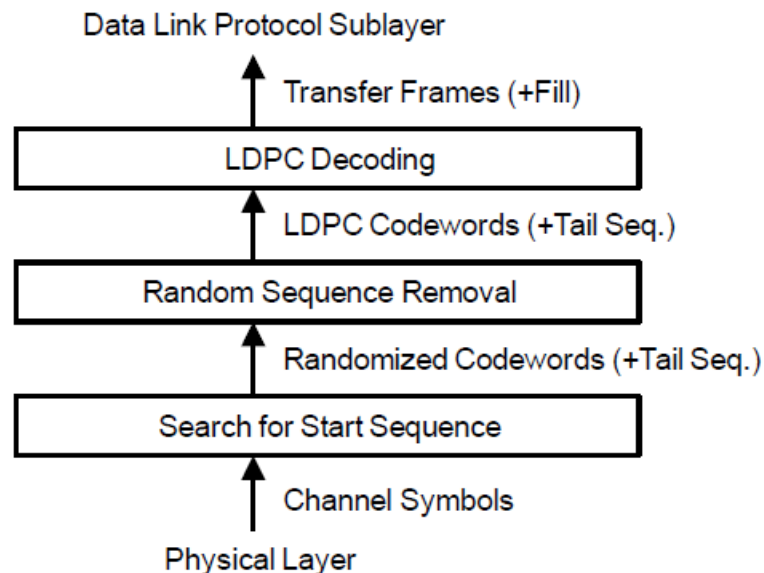 Data Link Protocol Sublayer
Transfer Frames (+Fill)
LDPC Decoding
LDPC Codewords (+Tail Seq.)
Random Sequence Removal
Randomized Codewords (+Tail Seq.)
Search for Start Sequence
Channel Symbols
Physical Layer